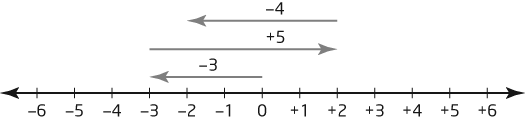 –4
+5
–3
–6 –5 –4 –3 –2 –1 0 +1 +2 +3 +4 +5 +6